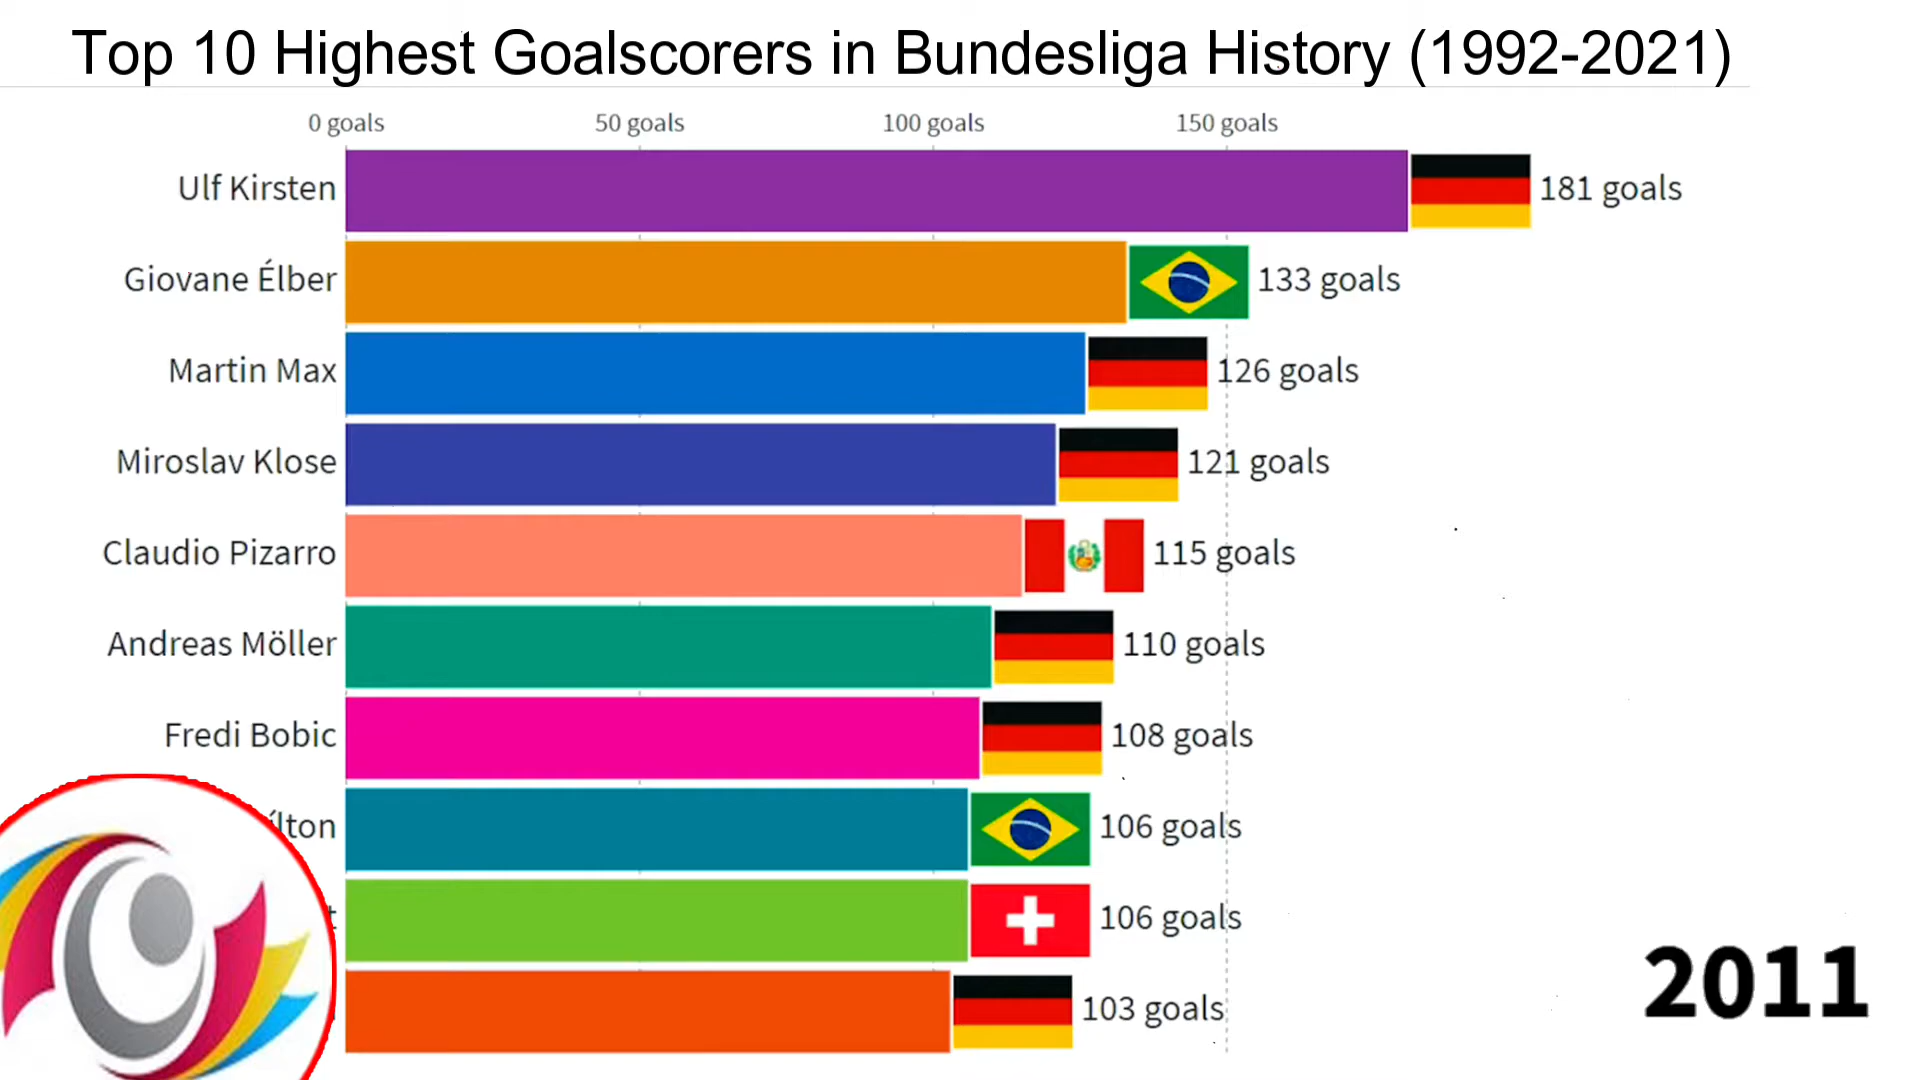 Top 10 Highest Goalscorers in Bundesliga History (1992-2021)
0 goals 50 goals 100 goals 150 goals
Ulf Kirsten 181 goals
Giovane Élber 133 goals
Martin Max 126 goals
Miroslav Klose 121 goals
Claudio Pizarro 115 goals
Andreas Möller 110 goals
Fredi Bobic 108 goals
106 goals
106 goals
103 goals
2011